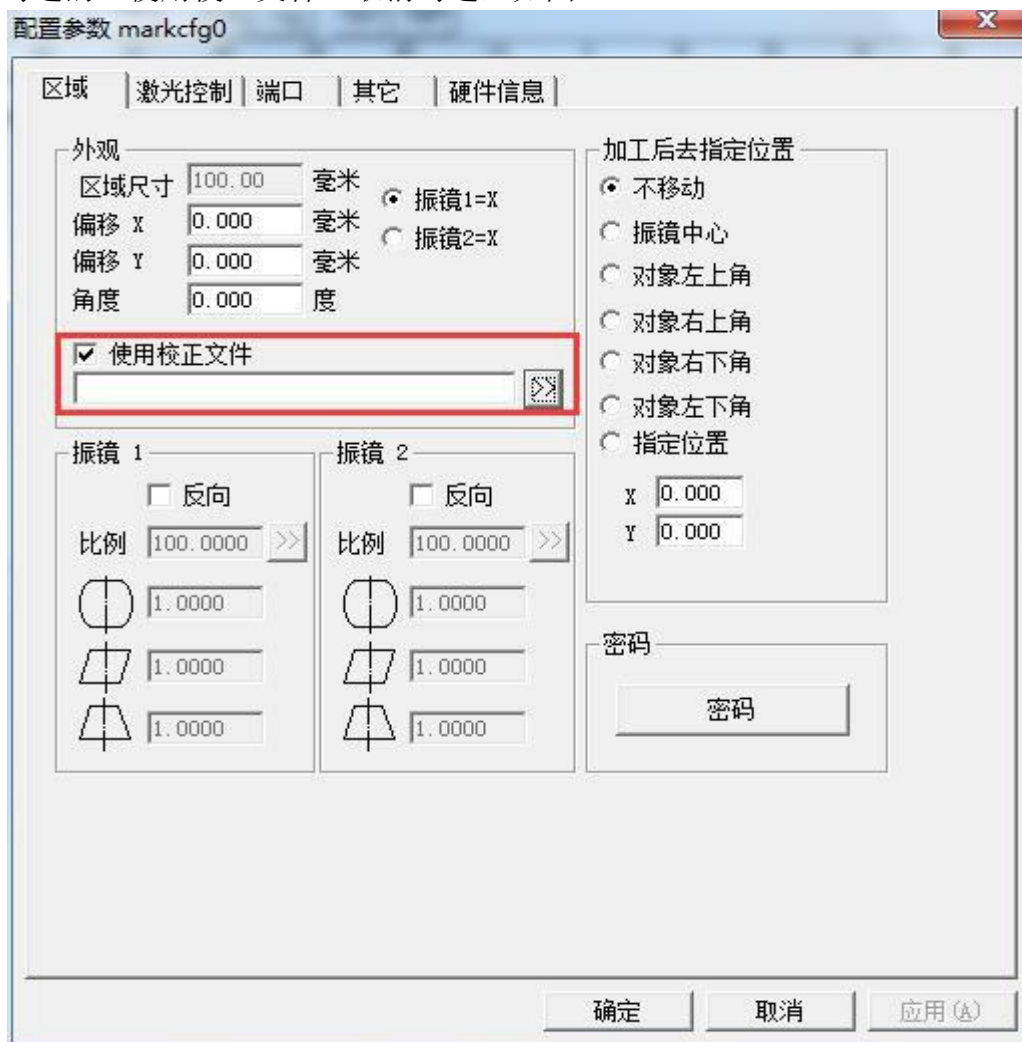 配置参数 markcfg0
区域 激光控制 端口 其它 硬件信息
外观
区域尺寸 100.00 毫米
偏移 X 0.000 毫米
偏移 Y 0.000 毫米
角度 0.000 度
振镜1=X
振镜2=X
使用校正文件
>>
振镜 1
反向
比例 100.0000 >>
1.0000
1.0000
1.0000
振镜 2
反向
比例 100.0000 >>
1.0000
1.0000
1.0000
加工后去指定位置
不移动
振镜中心
对象左上角
对象右上角
对象右下角
对象左下角
指定位置
X 0.000
Y 0.000
密码
密码
确定 取消 应用(A)